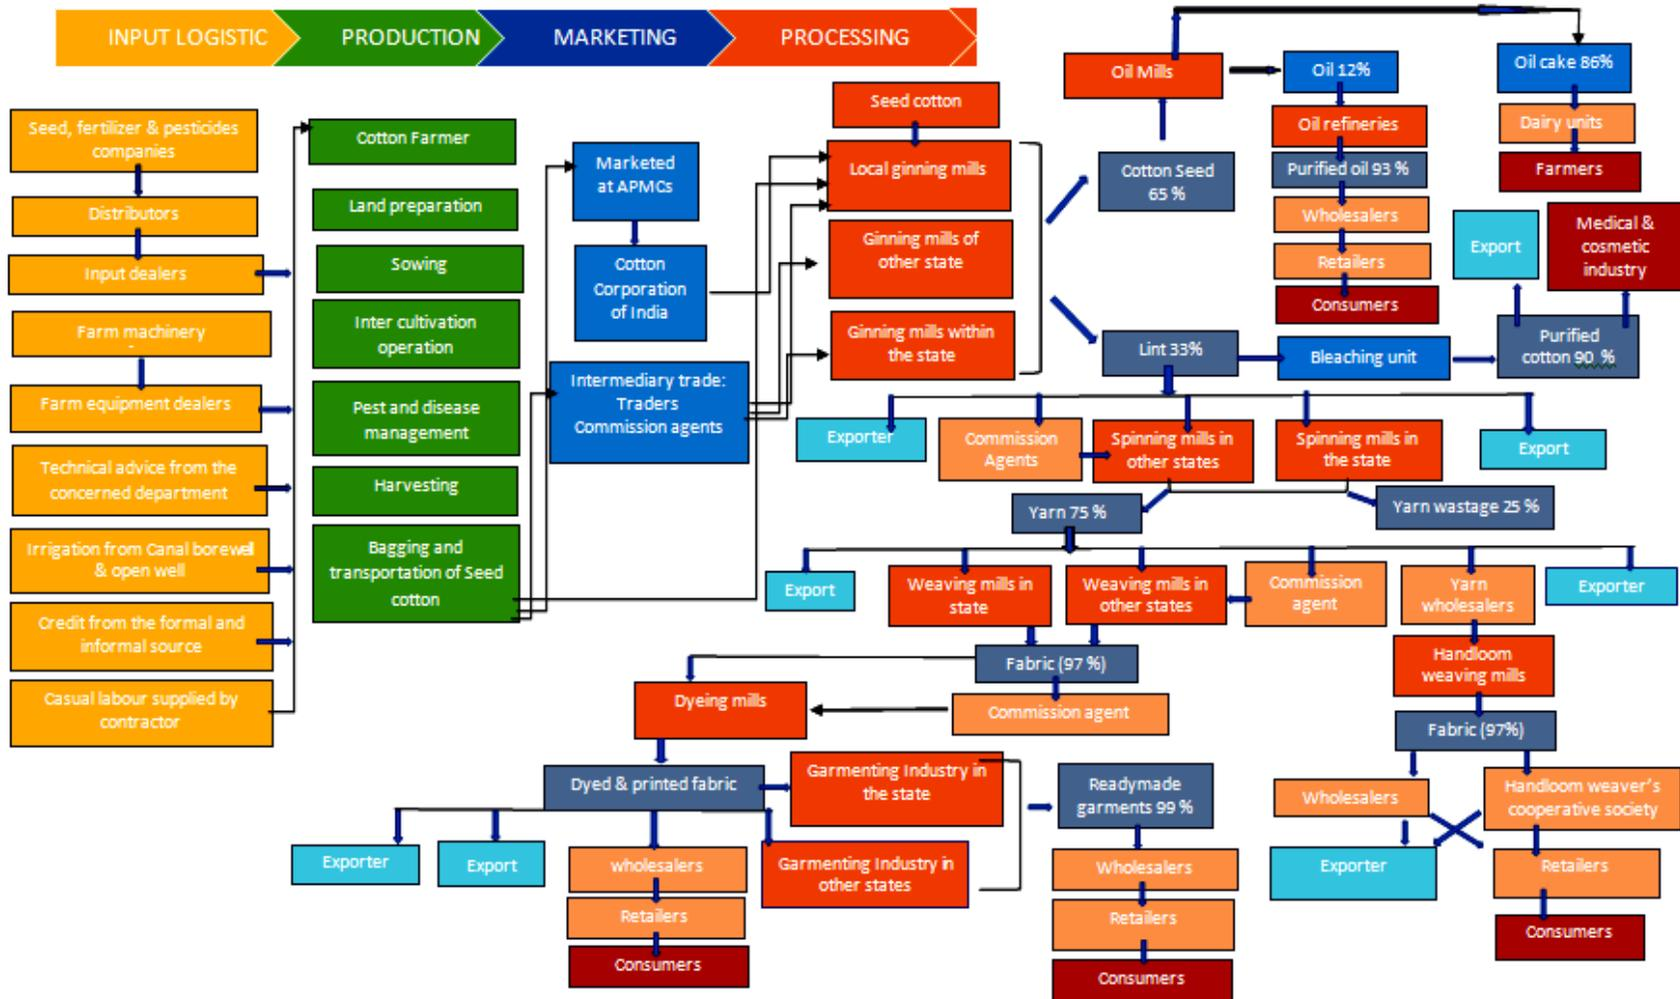 INPUT LOGISTIC
PRODUCTION
MARKETING
PROCESSING
Seed, fertilizer & pesticides
companies
Distributors
Input dealers
Farm machinery
Farm equipment dealers
Technical advice from the
concerned department
Irrigation from Canal borewell
& open well
Credit from the formal and
informal source
Casual labour supplied by
contractor
Cotton Farmer
Land preparation
Sowing
Inter cultivation
operation
Pest and disease
management
Harvesting
Bagging and
transportation of Seed
cotton
Marketed
at APMCs
Cotton
Corporation
of India
Intermediary trade:
Traders
Commission agents
Seed cotton
Local ginning mills
Ginning mills of
other state
Ginning mills within
the state
Oil Mills
Oil 12%
Oil cake 86%
Oil refineries
Dairy units
Cotton Seed
65 %
Purified oil 93 %
Farmers
Wholesalers
Retailers
Consumers
Export
Medical &
cosmetic
industry
Lint 33%
Bleaching unit
Purified
cotton 90 %
Exporter
Commission
Agents
Spinning mills in
other states
Spinning mills in
the state
Export
Yarn 75 %
Yarn wastage 25 %
Export
Weaving mills in
state
Weaving mills in
other states
Commission
agent
Yarn
wholesalers
Exporter
Fabric (97 %)
Handloom
weaving mills
Dyeing mills
Commission agent
Fabric (97%)
Dyed & printed fabric
Garmenting Industry in
the state
Readymade
garments 99 %
Wholesalers
Handloom weaver's
cooperative society
Exporter
Export
wholesalers
Garmenting Industry in
other states
Wholesalers
Exporter
Retailers
Retailers
Retailers
Consumers
Consumers
Consumers